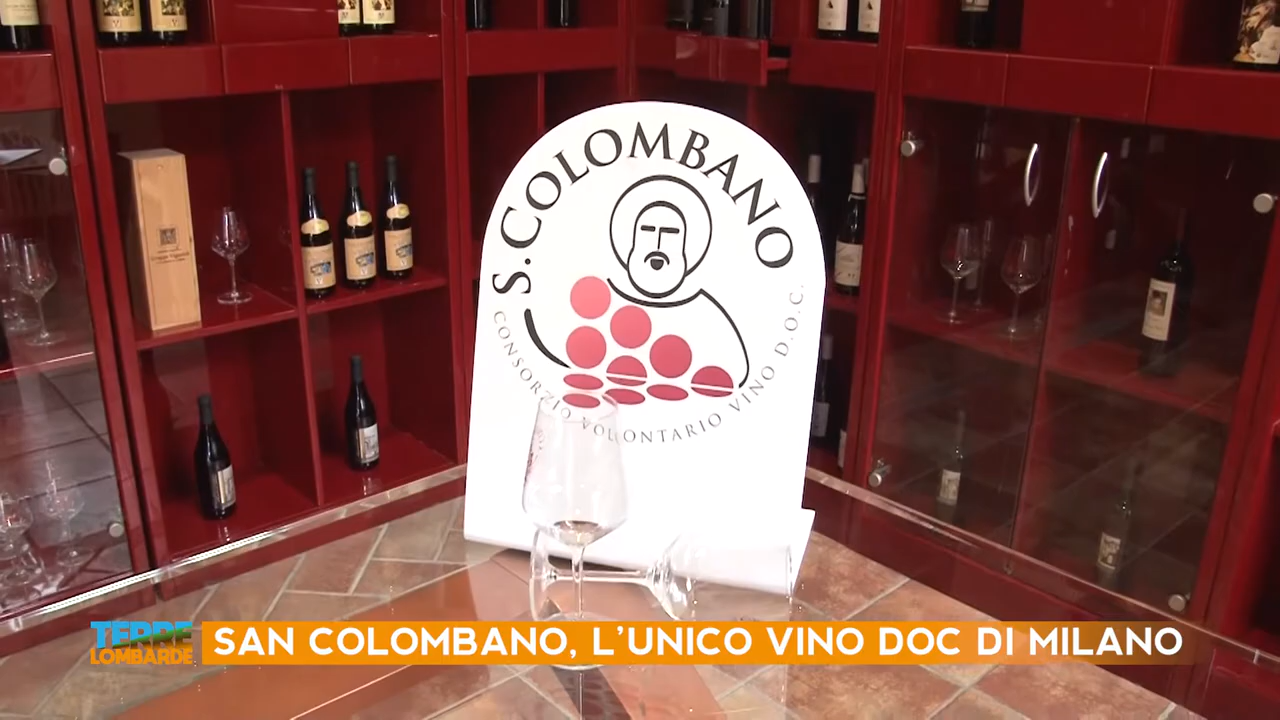 S. COLOMBANO
CONSORZIO VOLONTARIO VINO D.O.C.
TERRE
LOMBARDE
SAN COLOMBANO, L'UNICO VINO DOC DI MILANO